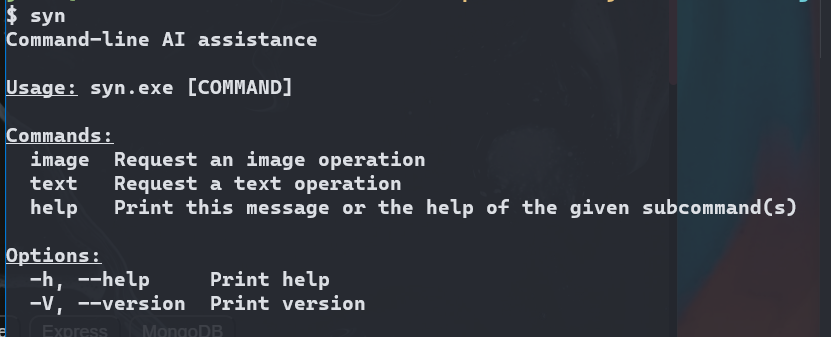 $ syn
Command-line AI assistance
Usage: syn.exe [COMMAND]
Commands:
image  Request an image operation
text   Request a text operation
help   Print this message or the help of the given subcommand(s)
Options:
-h, --help     Print help
-V, --version  Print version
Express MongoDB